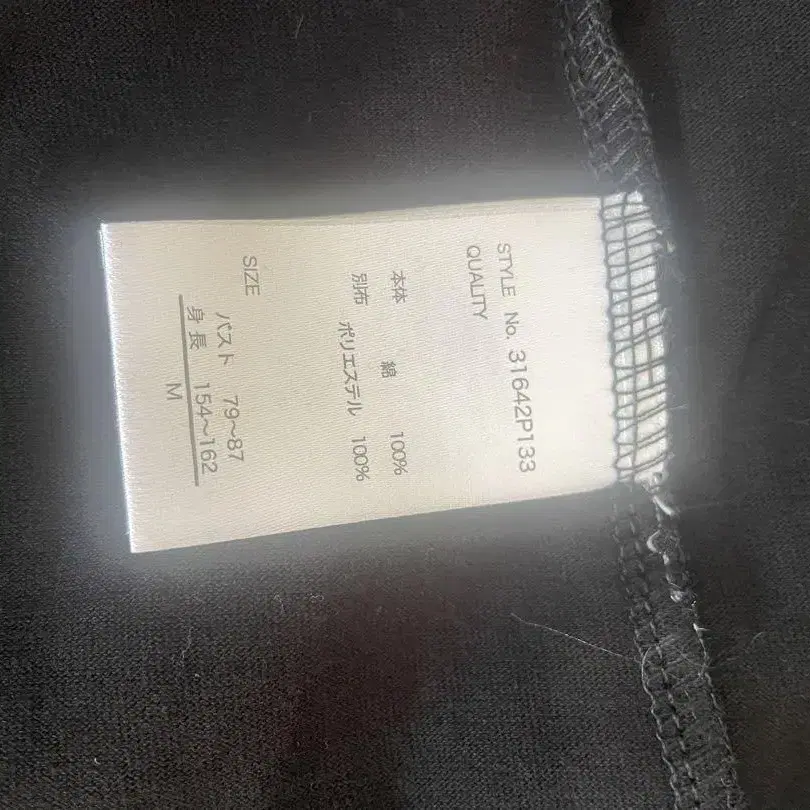 STYLE No. 31642P133
QUALITY
本体 綿 100%
別布 ポリエステル 100%
SIZE
バスト 79～87
身長 154～162
M